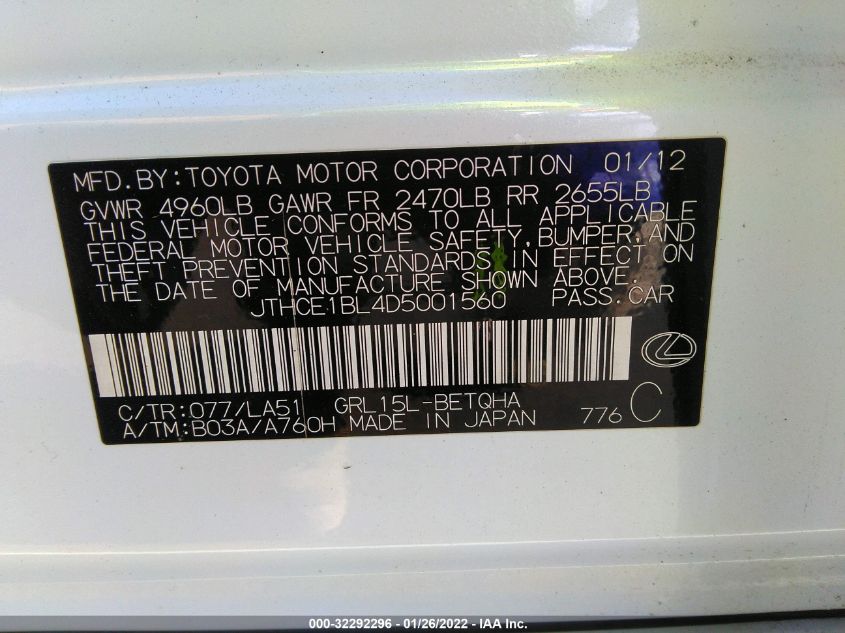 MFD.BY:TOYOTA MOTOR CORPORATION 01/12
GVWR 4960LB GAWR FR 2470LB RR 2655LB
THIS VEHICLE CONFORMS TO ALL APPLICABLE
FEDERAL MOTOR VEHICLE SAFETY,BUMPER,AND
THEFT PREVENTION STANDARDS IN EFFECT ON
THE DATE OF MANUFACTURE SHOWN ABOVE.
JTHCE1BL4D5001560 PASS.CAR
C/TR:077/LA51 GRL15L-BETQHA
A/TM:B03A/A760H MADE IN JAPAN 776 C
000-32292296 - 01/26/2022 - IAA Inc.